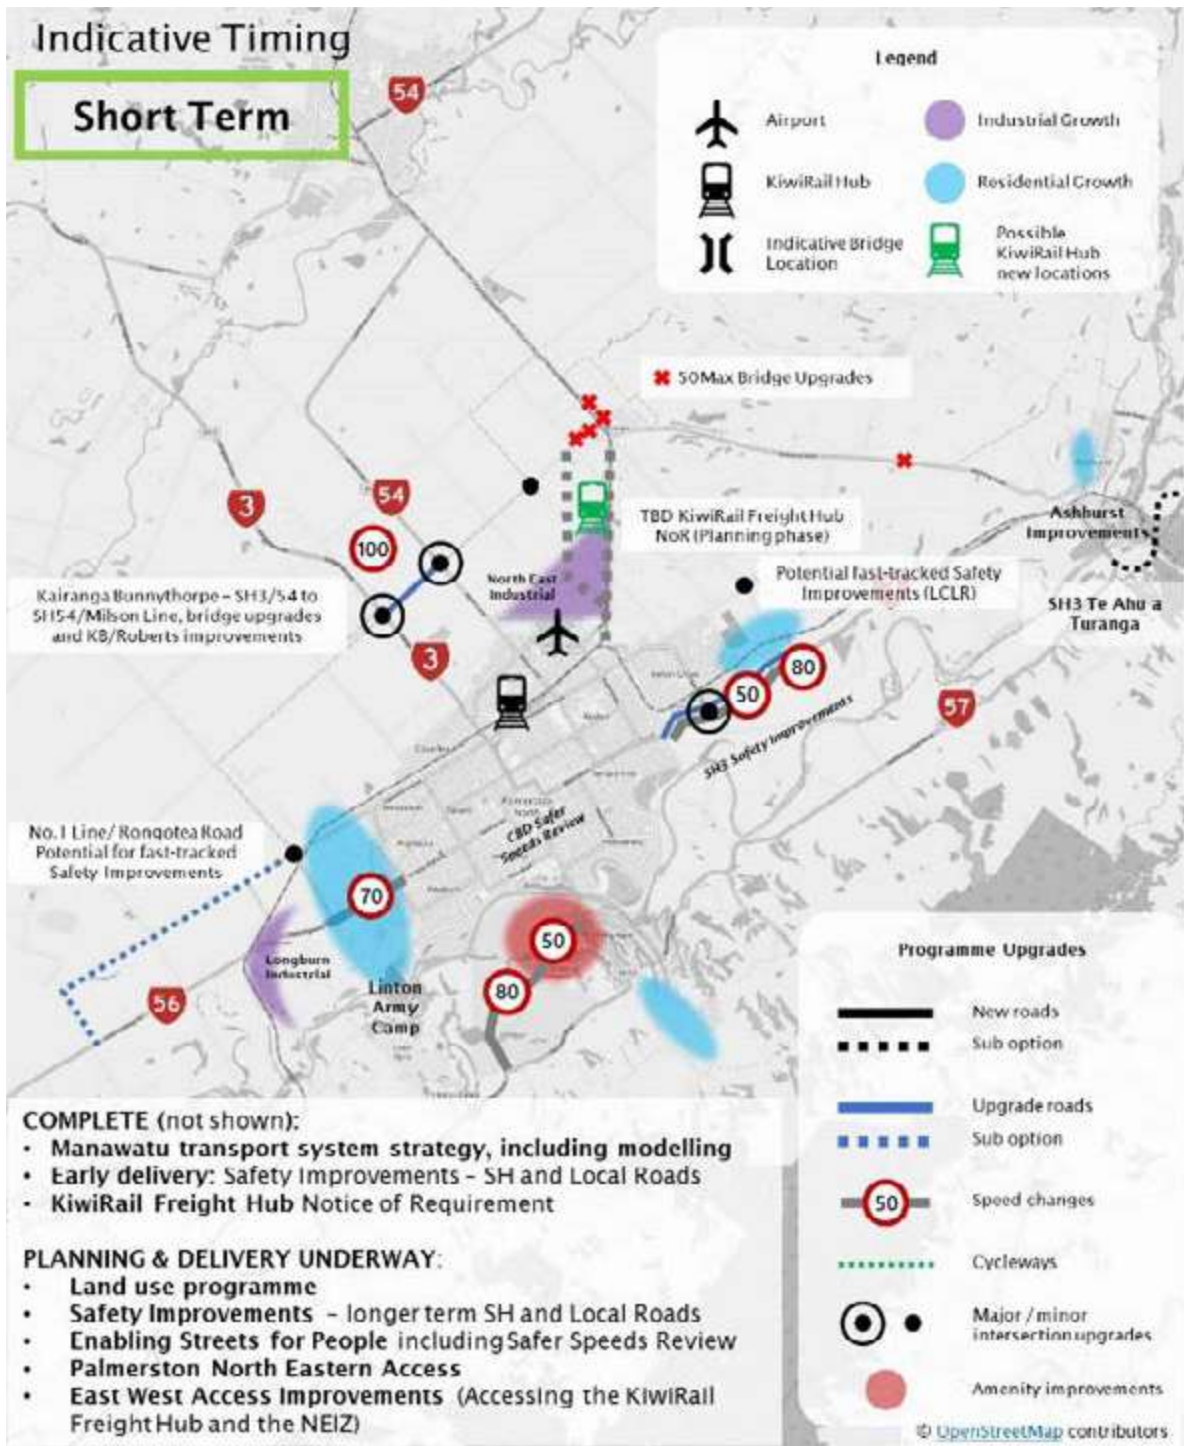 Indicative Timing
Short Term
54
Legend
Airport
Industrial Growth
KiwiRail Hub
Residential Growth
Indicative Bridge
Location
Possible
KiwiRail Hub
new locations
50Max Bridge Upgrades
3
54
100
TBD KiwiRail Freight Hub
NoR (Planning phase)
Ashhurst
Improvements
North East
Industrial
Potential fast-tracked Safety
Improvements (LCLR)
Kairanga Bunnythorpe – SH3/54 to
SH54/Milson Line, bridge upgrades
and KB/Roberts improvements
SH3 Te Ahu a
Turanga
3
80
50
57
SH3 Safety Improvements
CBD Safer
Speeds Review
No.1 Line/ Rongotea Road
Potential for fast-tracked
Safety Improvements
70
50
Longburn
Industrial
80
56
Linton
Army
Camp
Programme Upgrades
New roads
Sub option
Upgrade roads
Sub option
50
Speed changes
Cycleways
Major / minor
intersection upgrades
Amenity improvements
COMPLETE (not shown):
• Manawatu transport system strategy, including modelling
• Early delivery: Safety Improvements – SH and Local Roads
• KiwiRail Freight Hub Notice of Requirement
PLANNING & DELIVERY UNDERWAY:
• Land use programme
• Safety Improvements – longer term SH and Local Roads
• Enabling Streets for People including Safer Speeds Review
• Palmerston North Eastern Access
• East West Access Improvements (Accessing the KiwiRail
Freight Hub and the NEIZ)
© OpenStreetMap contributors